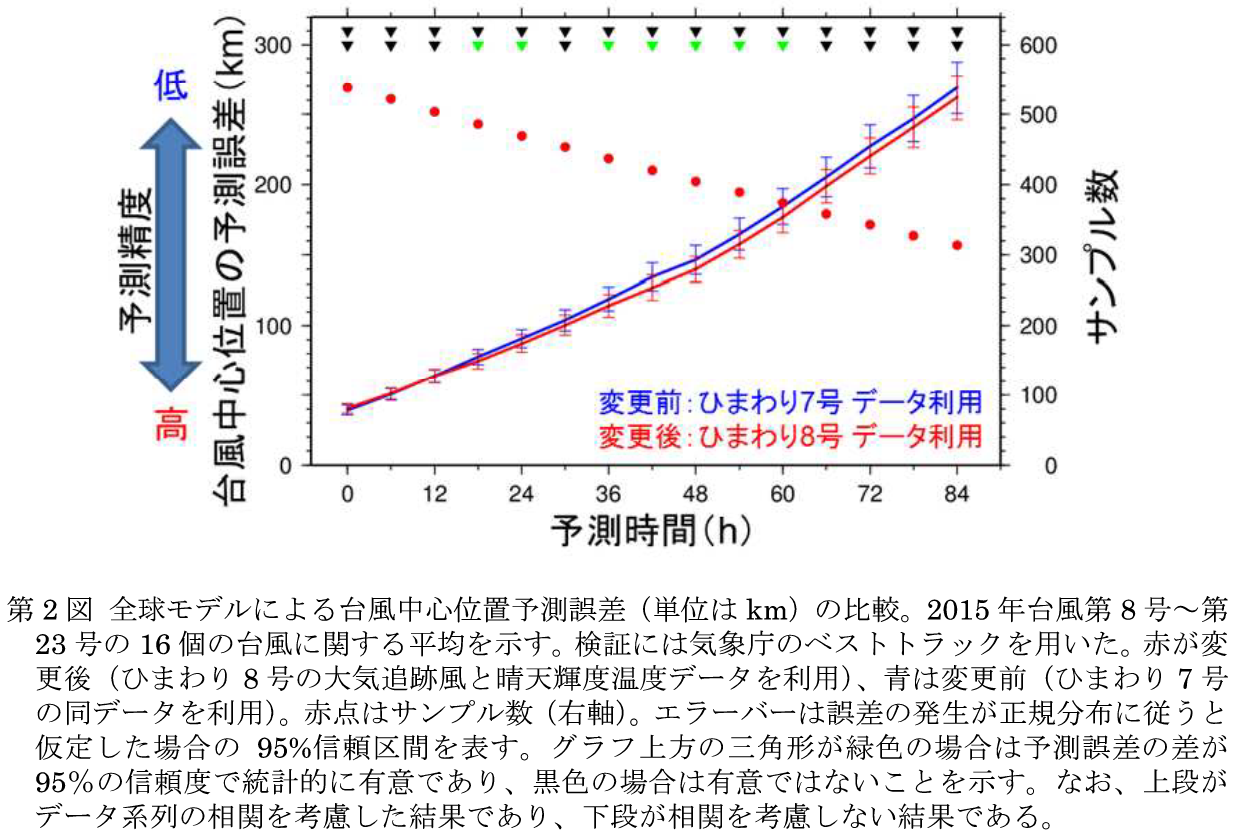 低
予測精度
高
台風中心位置の予測誤差(km)
300
200
100
0
600
500
400
300
200
100
0
サンプル数
変更前：ひまわり7号 データ利用
変更後：ひまわり8号 データ利用
0 12 24 36 48 60 72 84
予測時間(h)
第 2 図 全球モデルによる台風中心位置予測誤差（単位は km）の比較。2015 年台風第 8 号～第
23 号の 16 個の台風に関する平均を示す。検証には気象庁のベストトラックを用いた。赤が変
更後（ひまわり 8 号の大気追跡風と晴天輝度温度データを利用）、青は変更前（ひまわり 7 号
の同データを利用）。赤点はサンプル数（右軸）。エラーバーは誤差の発生が正規分布に従うと
仮定した場合の 95%信頼区間を表す。グラフ上方の三角形が緑色の場合は予測誤差の差が
95％の信頼度で統計的に有意であり、黒色の場合は有意ではないことを示す。なお、上段が
データ系列の相関を考慮した結果であり、下段が相関を考慮しない結果である。